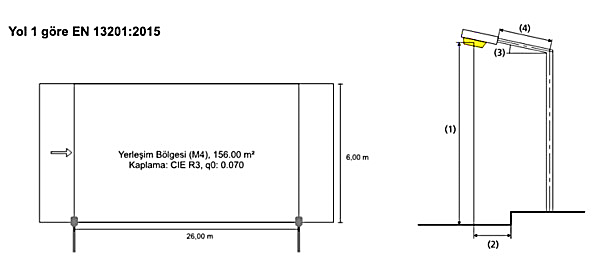 Yol 1 göre EN 13201:2015
Yerleşim Bölgesi (M4), 156.00 m²
Kaplama: CIE R3, q0: 0.070
6,00 m
26,00 m
(4)
(3)
(1)
(2)